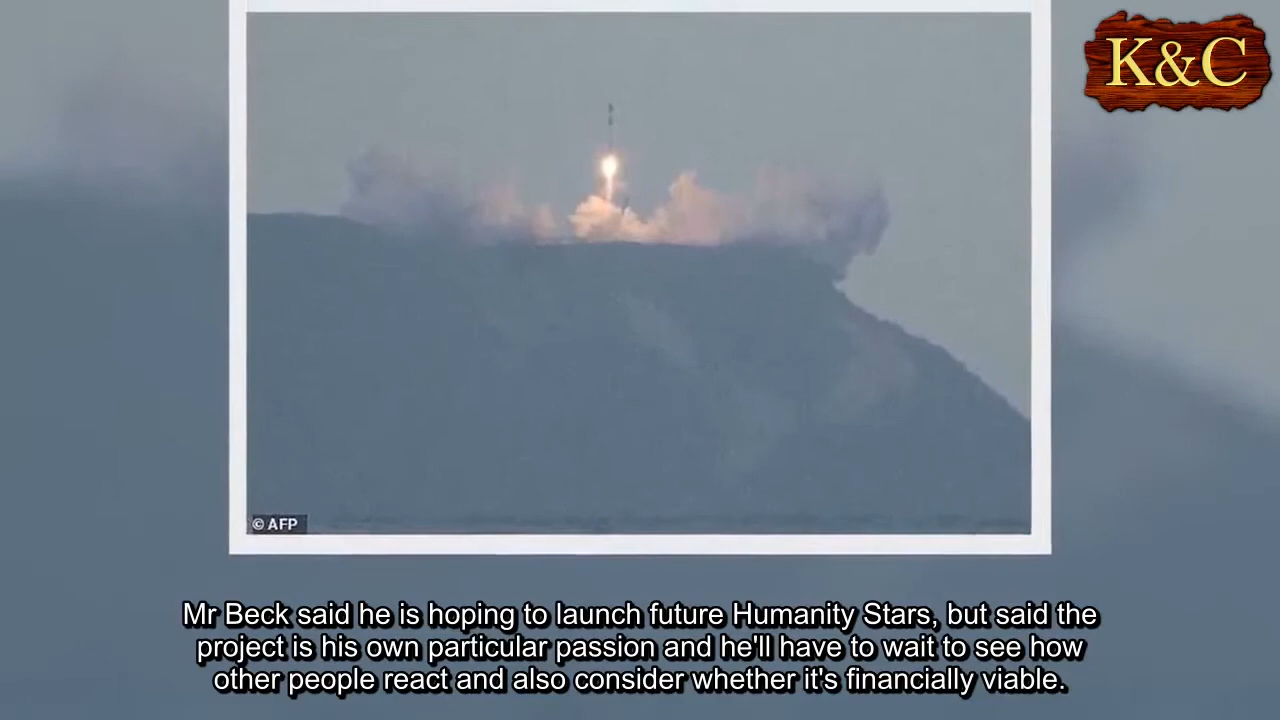 K&C
© AFP
Mr Beck said he is hoping to launch future Humanity Stars, but said the
project is his own particular passion and he'll have to wait to see how
other people react and also consider whether it's financially viable.